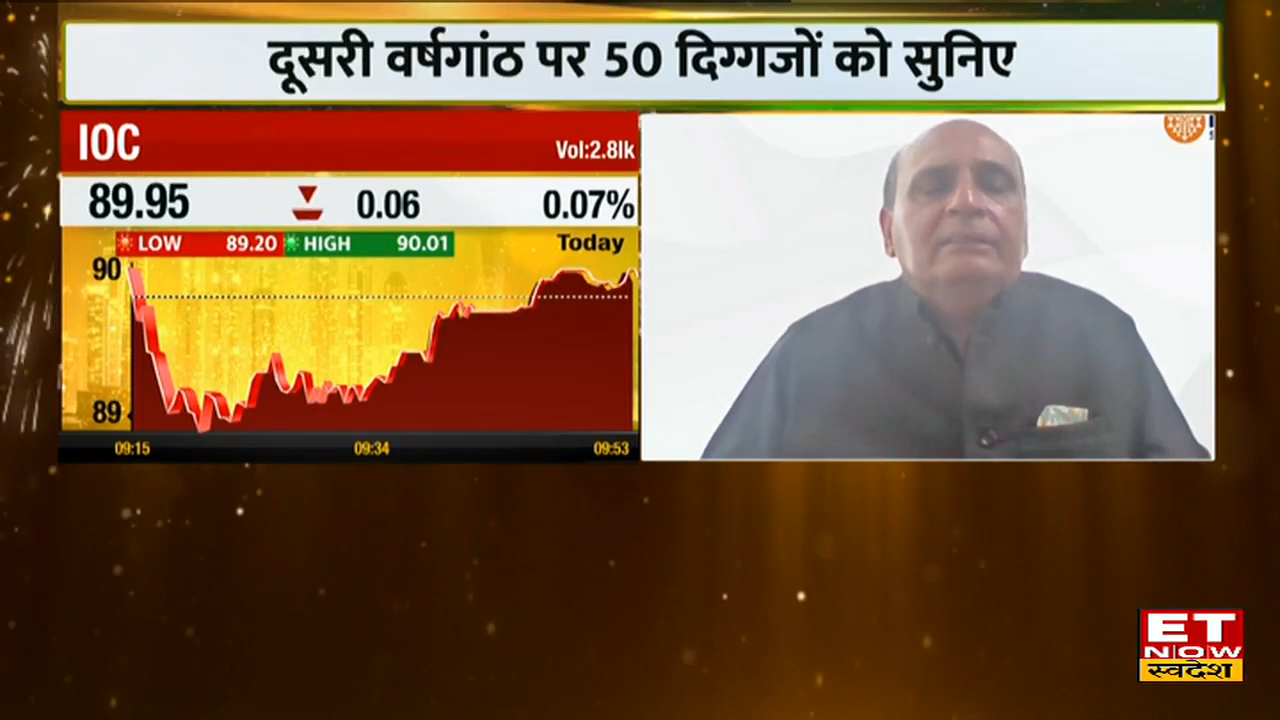 दूसरी वर्षगांठ पर 50 दिग्गजों को सुनिए
IOC
Vol:2.8lk
89.95 0.06 0.07%
LOW 89.20 HIGH 90.01 Today
90
89
09:15 09:34 09:53
ET
NOW
स्वदेश